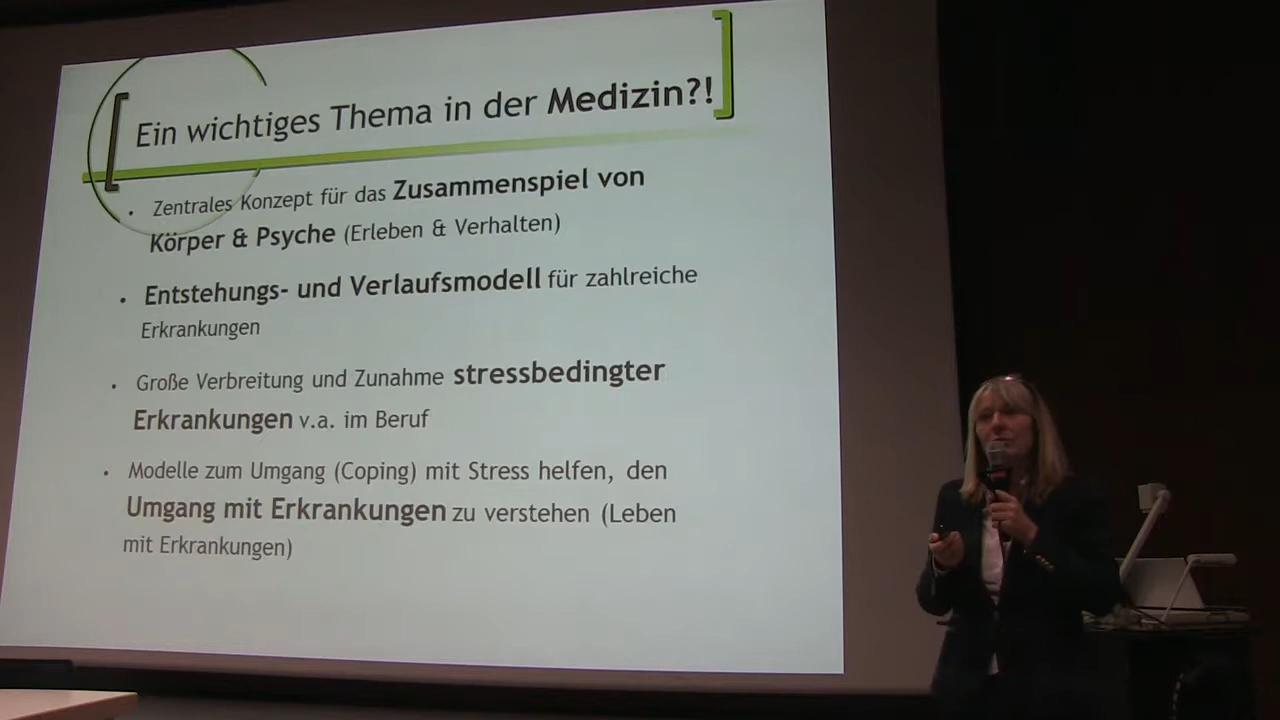 Ein wichtiges Thema in der Medizin?!
• Zentrales Konzept für das Zusammenspiel von
Körper & Psyche (Erleben & Verhalten)
• Entstehungs- und Verlaufsmodell für zahlreiche
Erkrankungen
• Große Verbreitung und Zunahme stressbedingter
Erkrankungen v.a. im Beruf
• Modelle zum Umgang (Coping) mit Stress helfen, den
Umgang mit Erkrankungen zu verstehen (Leben
mit Erkrankungen)